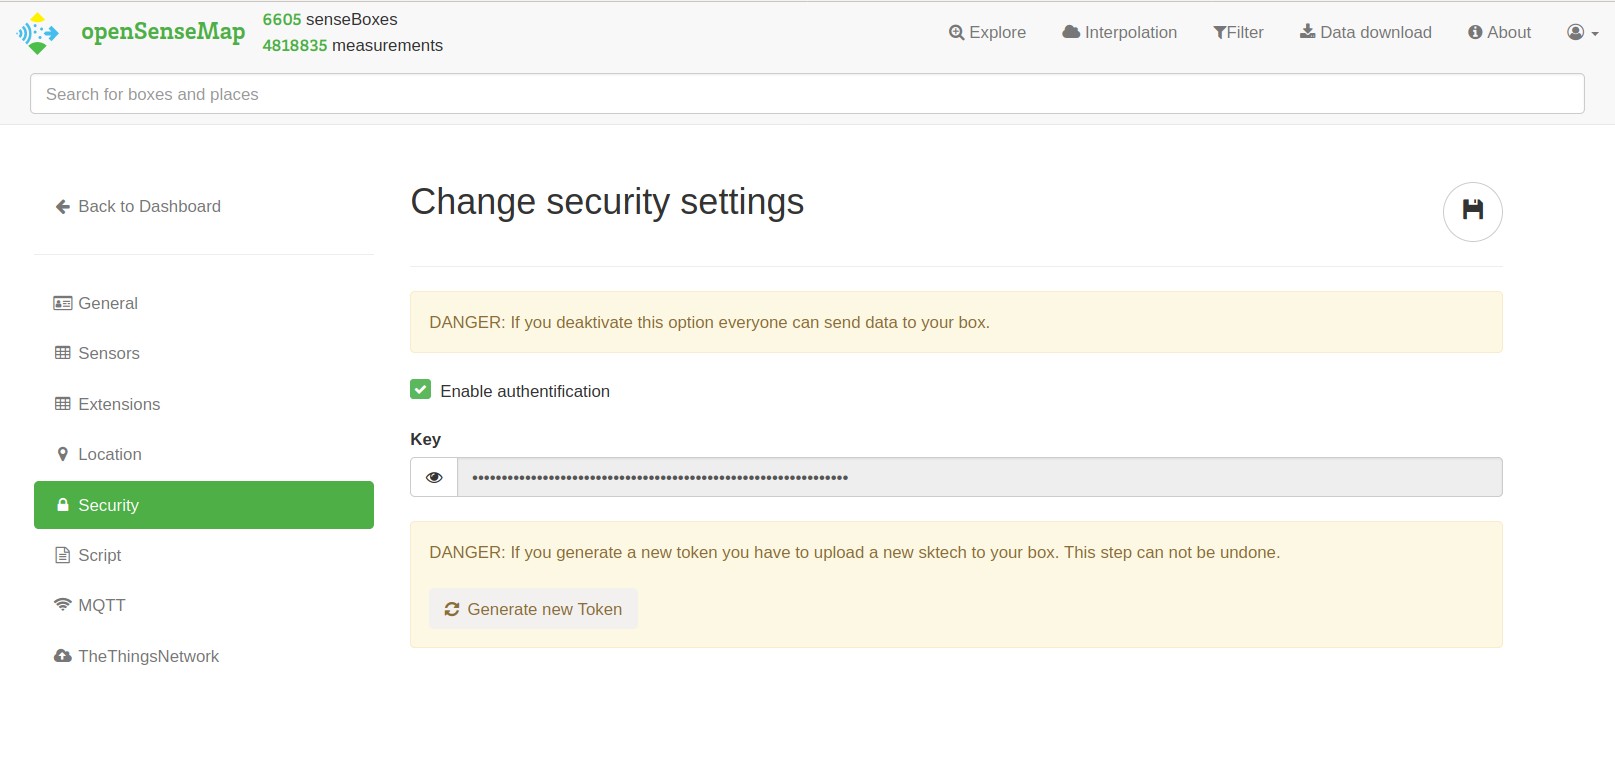 openSenseMap
6605 senseBoxes
4818835 measurements
Explore
Interpolation
Filter
Data download
About
Search for boxes and places
Back to Dashboard
General
Sensors
Extensions
Location
Security
Script
MQTT
TheThingsNetwork
Change security settings
DANGER: If you deaktivate this option everyone can send data to your box.
Enable authentification
Key
DANGER: If you generate a new token you have to upload a new sktech to your box. This step can not be undone.
Generate new Token